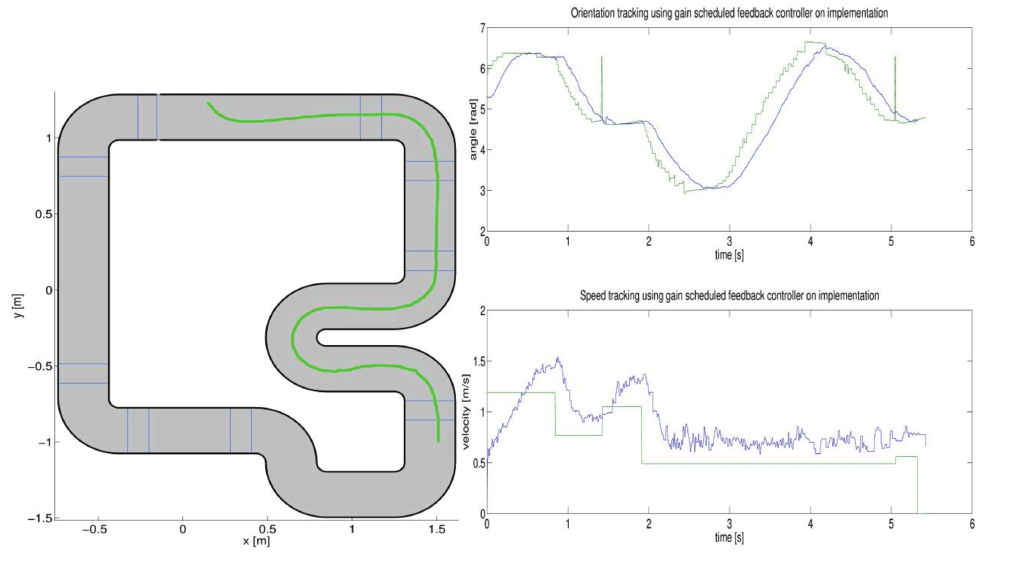 Orientation tracking using gain scheduled feedback controller on implementation
7
6
5
4
3
2
angle [rad]
0 1 2 3 4 5 6
time [s]
1
0.5
0
−0.5
−1
−1.5
y [m]
−0.5 0 0.5 1 1.5
x [m]
Speed tracking using gain scheduled feedback controller on implementation
2
1.5
1
0.5
0
velocity [m/s]
0 1 2 3 4 5 6
time [s]